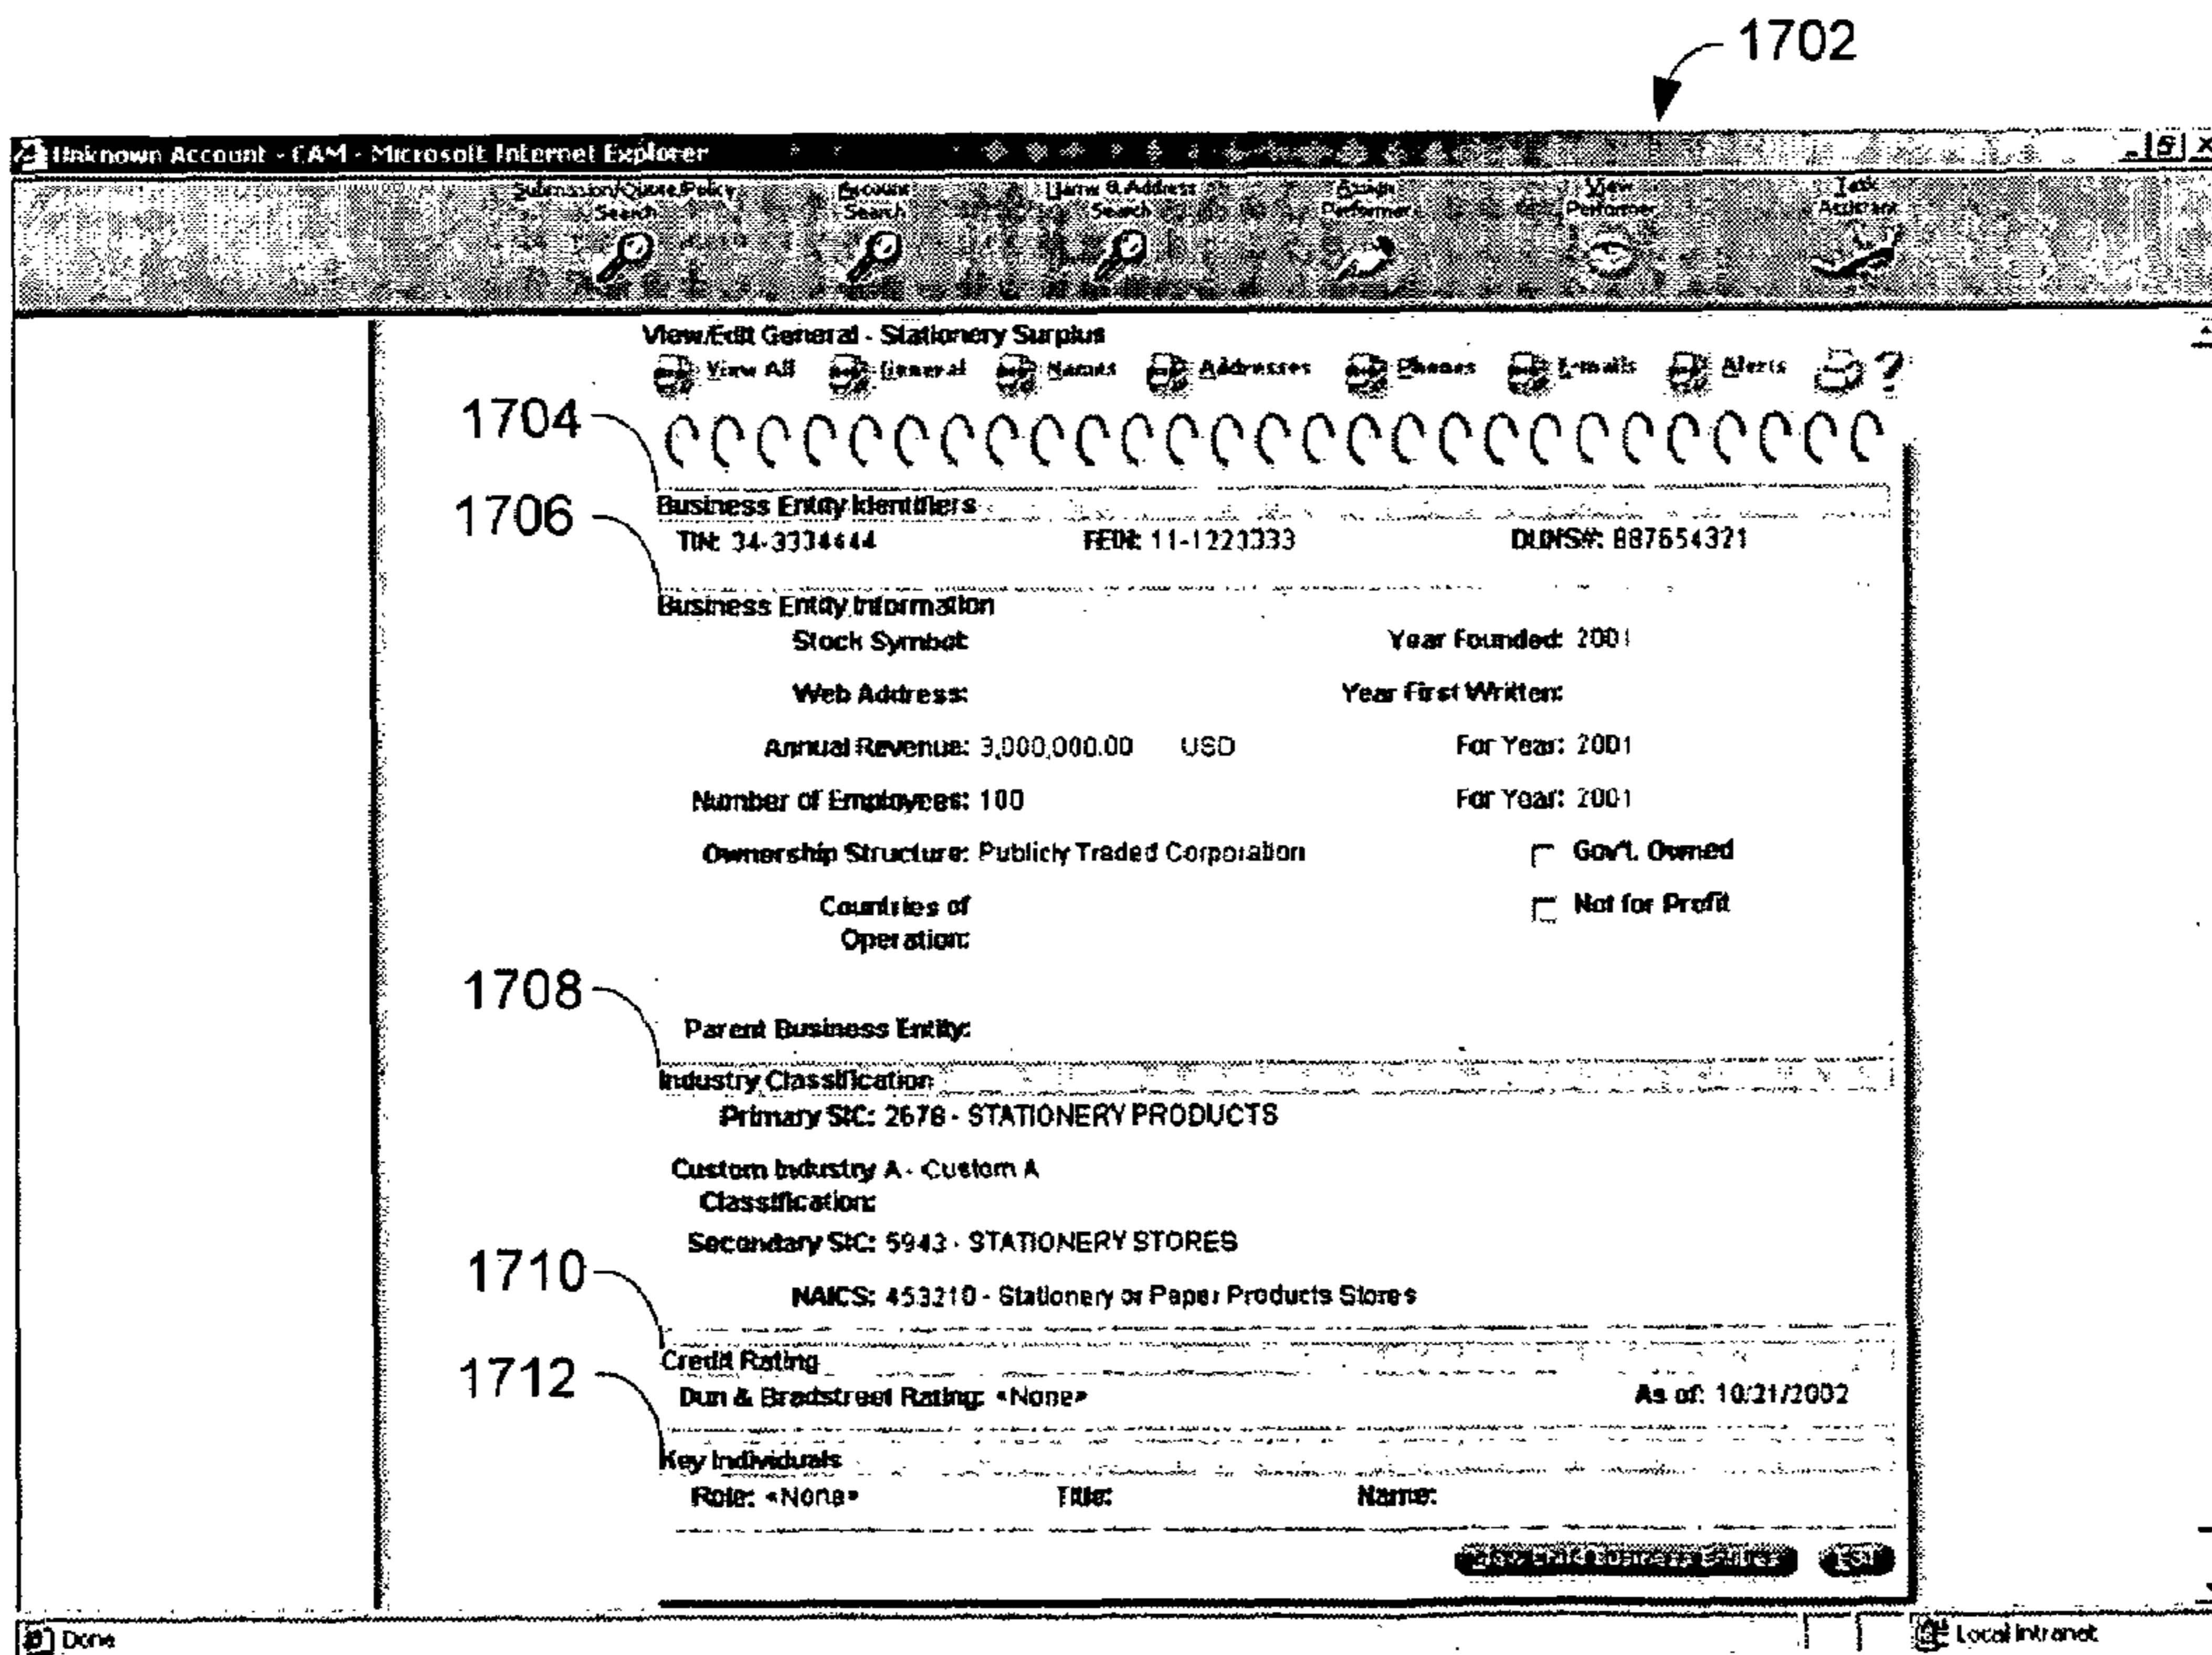 1702
Unknown Account - CAM - Microsoft Internet Explorer
Submission/Quote/Policy Search Account Search Name & Address Search Assign Performer View Performer Task Assistant
View/Edit General - Stationery Surplus
View All General Names Addresses Phones E-mails Alerts ?
1704
Business Entity Identifiers
1706
TIN: 34-3334444 FEIN: 11-1223333 DUNS#: 887654321
Business Entity Information
Stock Symbol: Year Founded: 2001
Web Address: Year First Written:
Annual Revenue: 3,000,000.00 USD For Year: 2001
Number of Employees: 100 For Year: 2001
Ownership Structure: Publicly Traded Corporation Gov't. Owned
Countries of Operation: Not for Profit
1708
Parent Business Entity:
Industry Classification
Primary SIC: 2678 - STATIONERY PRODUCTS
Custom Industry A - Custom A
Classification:
Secondary SIC: 5943 - STATIONERY STORES
1710
NAICS: 453210 - Stationery or Paper Products Stores
Credit Rating
1712
Dun & Bradstreet Rating: <None> As of: 10/21/2002
Key Individuals
Role: <None> Title: Name:
View Child Business Entities
Done Local intranet